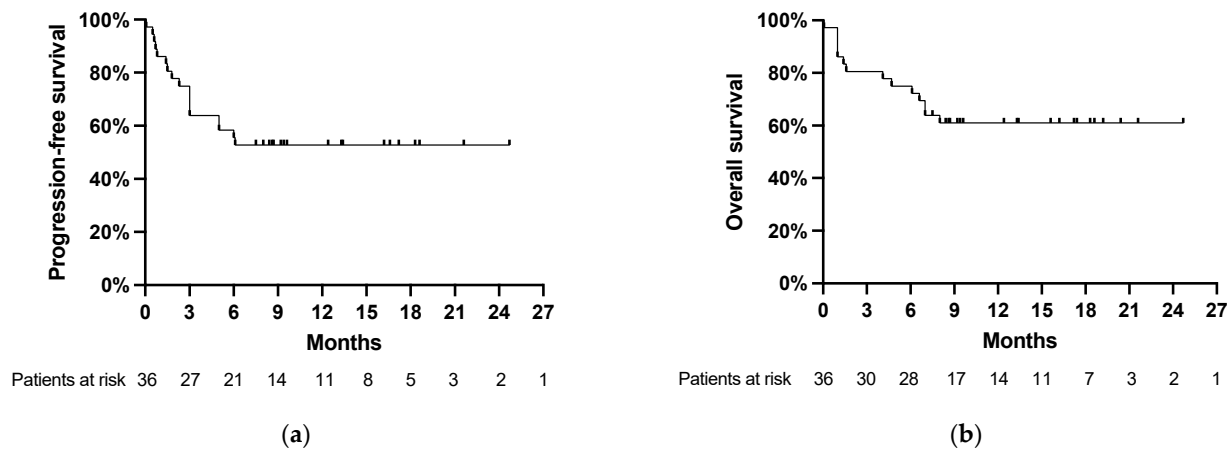 100%
80%
60%
40%
20%
0%
Progression-free survival
0 3 6 9 12 15 18 21 24 27
Months
Patients at risk 36 27 21 14 11 8 5 3 2 1
(a)
100%
80%
60%
40%
20%
0%
Overall survival
0 3 6 9 12 15 18 21 24 27
Months
Patients at risk 36 30 28 17 14 11 7 3 2 1
(b)